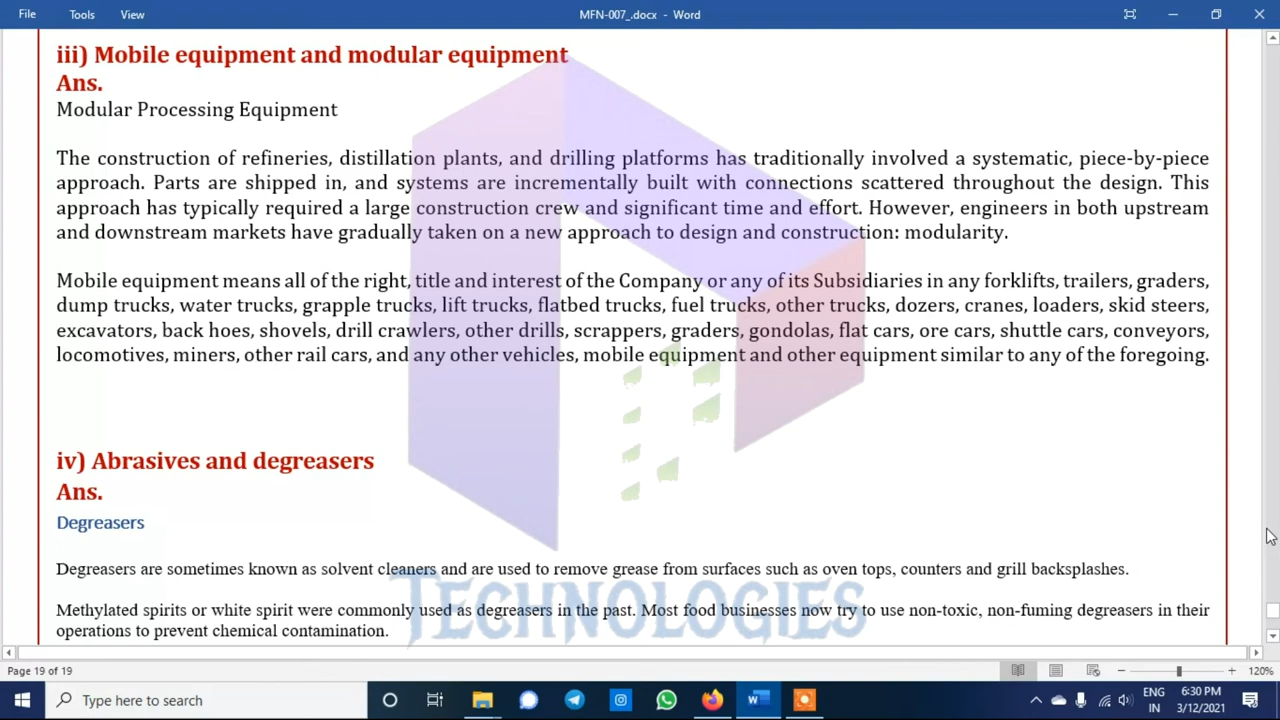 File Tools View MFN-007_.docx - Word
iii) Mobile equipment and modular equipment
Ans.
Modular Processing Equipment
The construction of refineries, distillation plants, and drilling platforms has traditionally involved a systematic, piece-by-piece
approach. Parts are shipped in, and systems are incrementally built with connections scattered throughout the design. This
approach has typically required a large construction crew and significant time and effort. However, engineers in both upstream
and downstream markets have gradually taken on a new approach to design and construction: modularity.
Mobile equipment means all of the right, title and interest of the Company or any of its Subsidiaries in any forklifts, trailers, graders,
dump trucks, water trucks, grapple trucks, lift trucks, flatbed trucks, fuel trucks, other trucks, dozers, cranes, loaders, skid steers,
excavators, back hoes, shovels, drill crawlers, other drills, scrappers, graders, gondolas, flat cars, ore cars, shuttle cars, conveyors,
locomotives, miners, other rail cars, and any other vehicles, mobile equipment and other equipment similar to any of the foregoing.
iv) Abrasives and degreasers
Ans.
Degreasers
Degreasers are sometimes known as solvent cleaners and are used to remove grease from surfaces such as oven tops, counters and grill backsplashes.
Methylated spirits or white spirit were commonly used as degreasers in the past. Most food businesses now try to use non-toxic, non-fuming degreasers in their
operations to prevent chemical contamination.
TECHNOLOGIES
Page 19 of 19 120%
Type here to search
ENG 6:30 PM
IN 3/12/2021